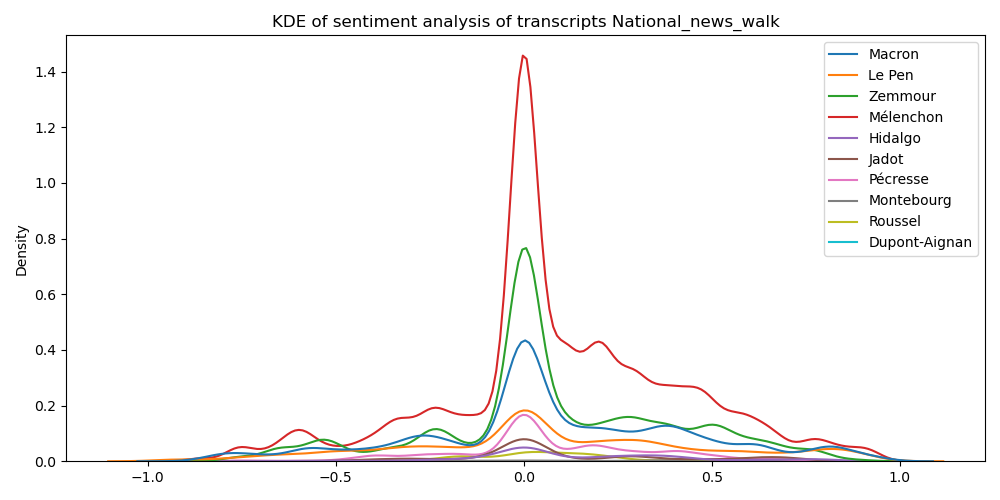 KDE of sentiment analysis of transcripts National_news_walk
Density
1.4
1.2
1.0
0.8
0.6
0.4
0.2
0.0
−1.0
−0.5
0.0
0.5
1.0
Macron
Le Pen
Zemmour
Mélenchon
Hidalgo
Jadot
Pécresse
Montebourg
Roussel
Dupont-Aignan